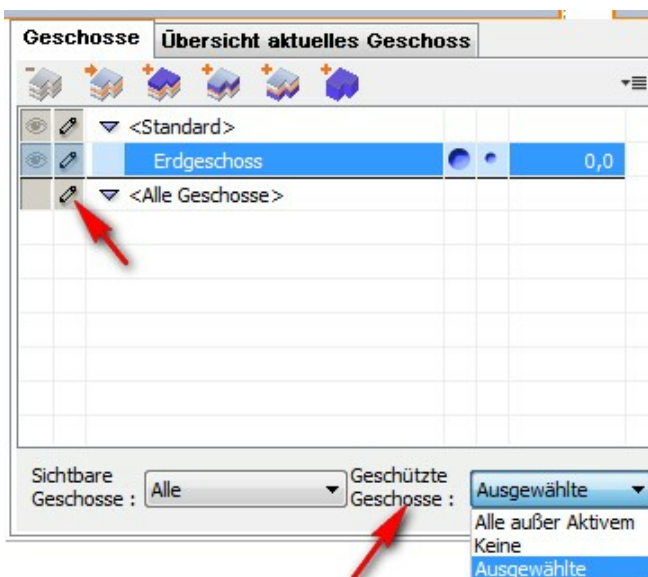 Geschosse Übersicht aktuelles Geschoss
<Standard>
Erdgeschoss 0,0
<Alle Geschosse>
Sichtbare
Geschosse : Alle
Geschützte
Geschosse : Ausgewählte
Alle außer Aktivem
Keine
Ausgewählte